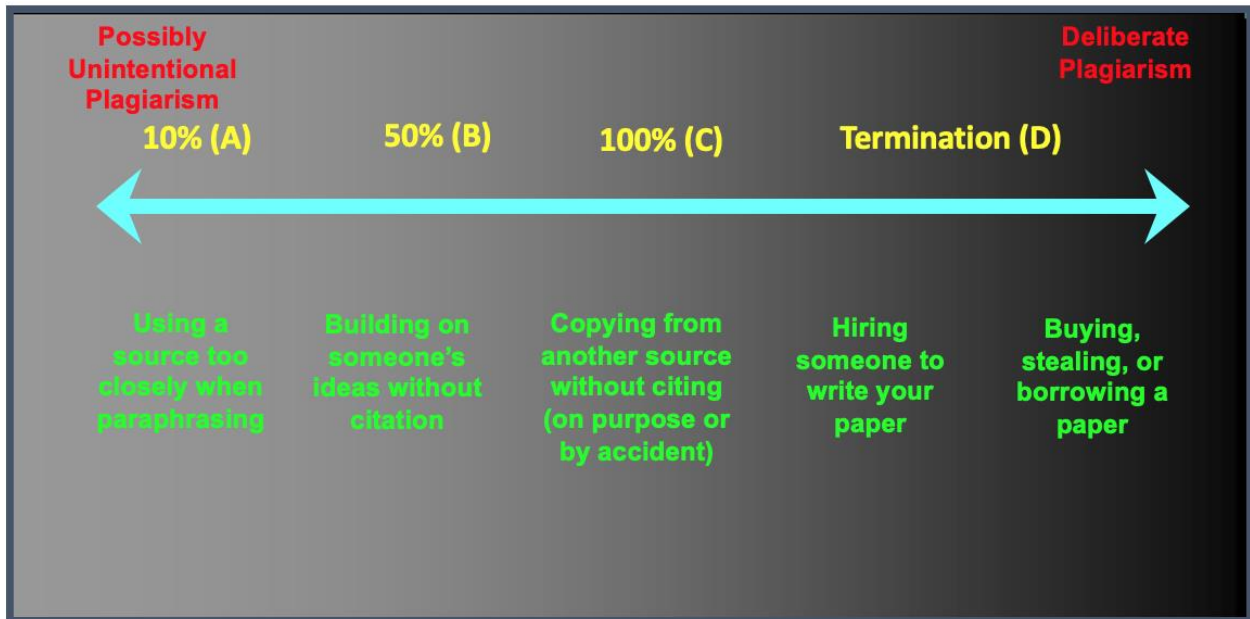 Possibly
Unintentional
Plagiarism
Deliberate
Plagiarism
10% (A)
50% (B)
100% (C)
Termination (D)
Using a
source too
closely when
paraphrasing
Building on
someone’s
ideas without
citation
Copying from
another source
without citing
(on purpose or
by accident)
Hiring
someone to
write your
paper
Buying,
stealing, or
borrowing a
paper